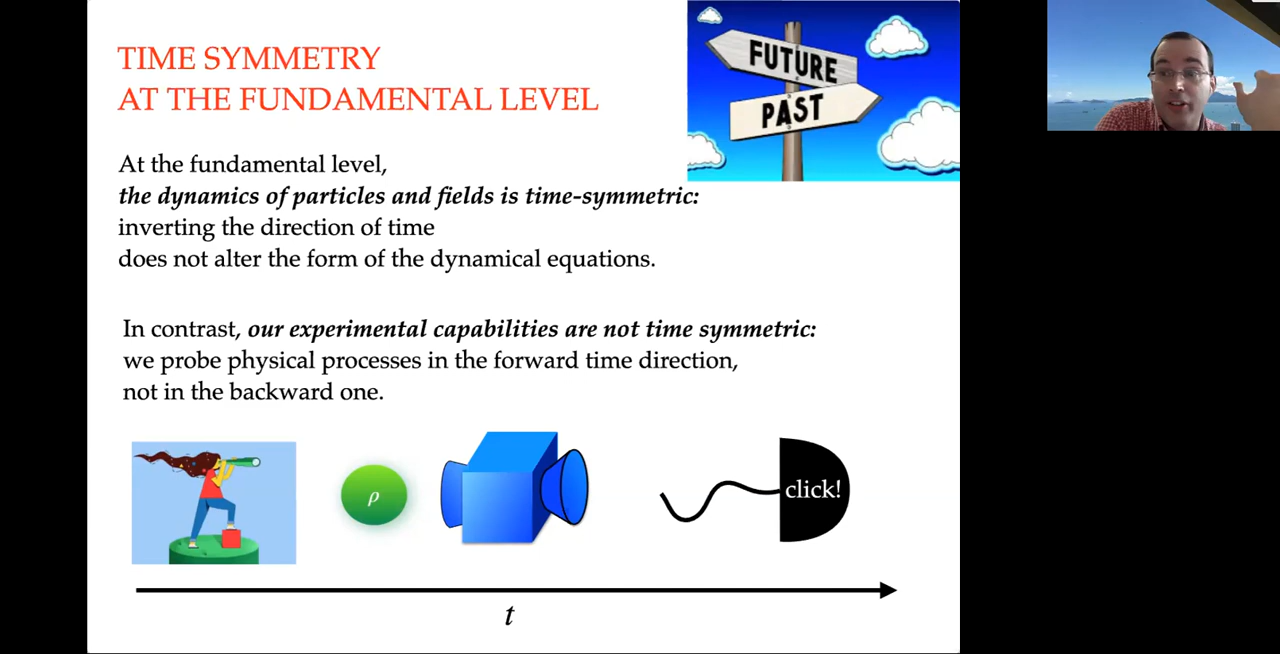 TIME SYMMETRY
AT THE FUNDAMENTAL LEVEL
FUTURE
PAST
At the fundamental level,
the dynamics of particles and fields is time-symmetric:
inverting the direction of time
does not alter the form of the dynamical equations.
In contrast, our experimental capabilities are not time symmetric:
we probe physical processes in the forward time direction,
not in the backward one.
ρ
click!
t